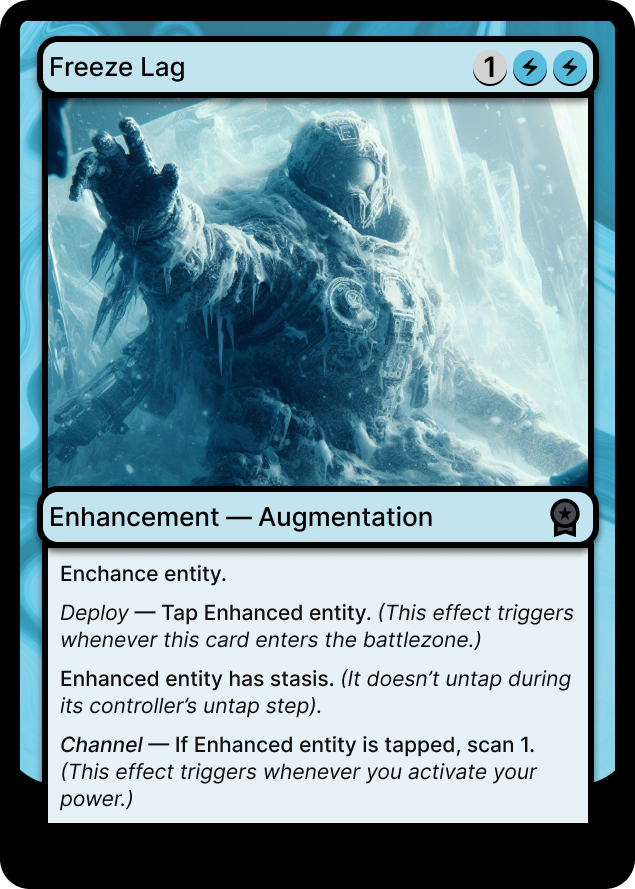 Freeze Lag
1
Enhancement — Augmentation
Enchance entity.
Deploy — Tap Enhanced entity. (This effect triggers
whenever this card enters the battlezone.)
Enhanced entity has stasis. (It doesn’t untap during
its controller’s untap step).
Channel — If Enhanced entity is tapped, scan 1.
(This effect triggers whenever you activate your
power.)